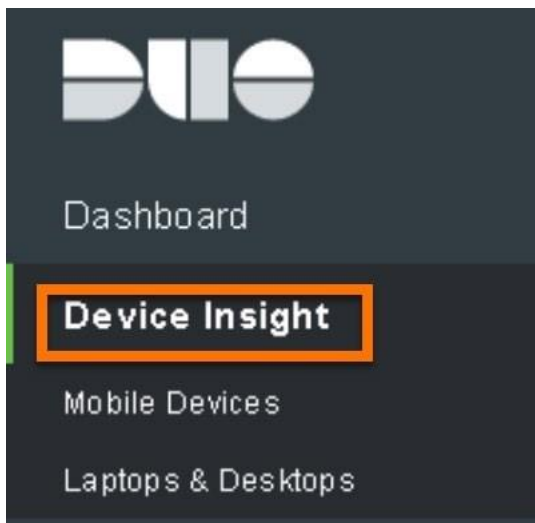 DUO
Dashboard
Device Insight
Mobile Devices
Laptops & Desktops